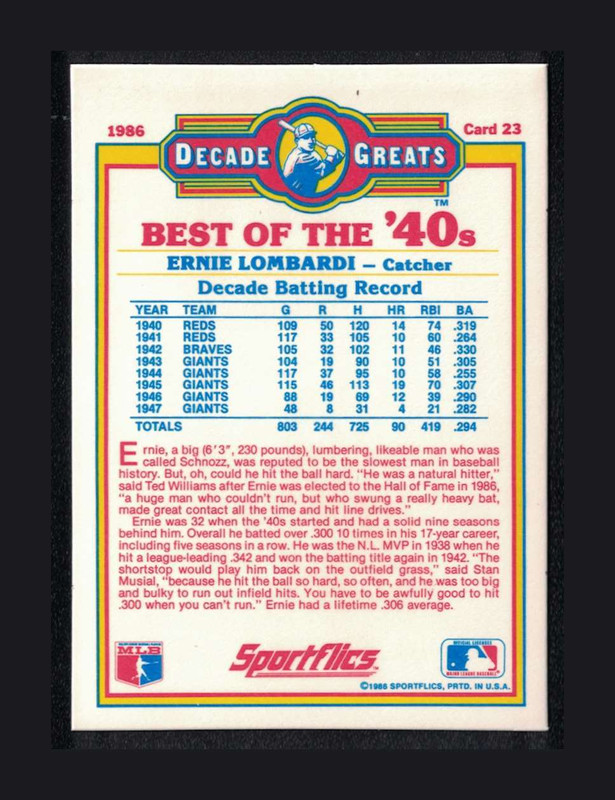 1986
Card 23
DECADE GREATS
TM
BEST OF THE '40s
ERNIE LOMBARDI – Catcher
Decade Batting Record
YEAR TEAM G R H HR RBI BA
1940 REDS 109 50 120 14 74 .319
1941 REDS 117 33 105 10 60 .264
1942 BRAVES 105 32 102 11 46 .330
1943 GIANTS 104 19 90 10 51 .305
1944 GIANTS 117 37 95 10 58 .255
1945 GIANTS 115 46 113 19 70 .307
1946 GIANTS 88 19 69 12 39 .290
1947 GIANTS 48 8 31 4 21 .282
TOTALS 803 244 725 90 419 .294
Ernie, a big (6'3", 230 pounds), lumbering, likeable man who was
called Schnozz, was reputed to be the slowest man in baseball
history. But, oh, could he hit the ball hard. "He was a natural hitter,"
said Ted Williams after Ernie was elected to the Hall of Fame in 1986,
"a huge man who couldn't run, but who swung a really heavy bat,
made great contact all the time and hit line drives."
Ernie was 32 when the '40s started and had a solid nine seasons
behind him. Overall he batted over .300 10 times in his 17-year career,
including five seasons in a row. He was the N.L. MVP in 1938 when he
hit a league-leading .342 and won the batting title again in 1942. "The
shortstop would play him back on the outfield grass," said Stan
Musial, "because he hit the ball so hard, so often, and he was too big
and bulky to run out infield hits. You have to be awfully good to hit
.300 when you can't run." Ernie had a lifetime .306 average.
MLB
Sportflics
OFFICIAL LICENSEE
MAJOR LEAGUE BASEBALL
©1986 SPORTFLICS, PRTD. IN U.S.A.